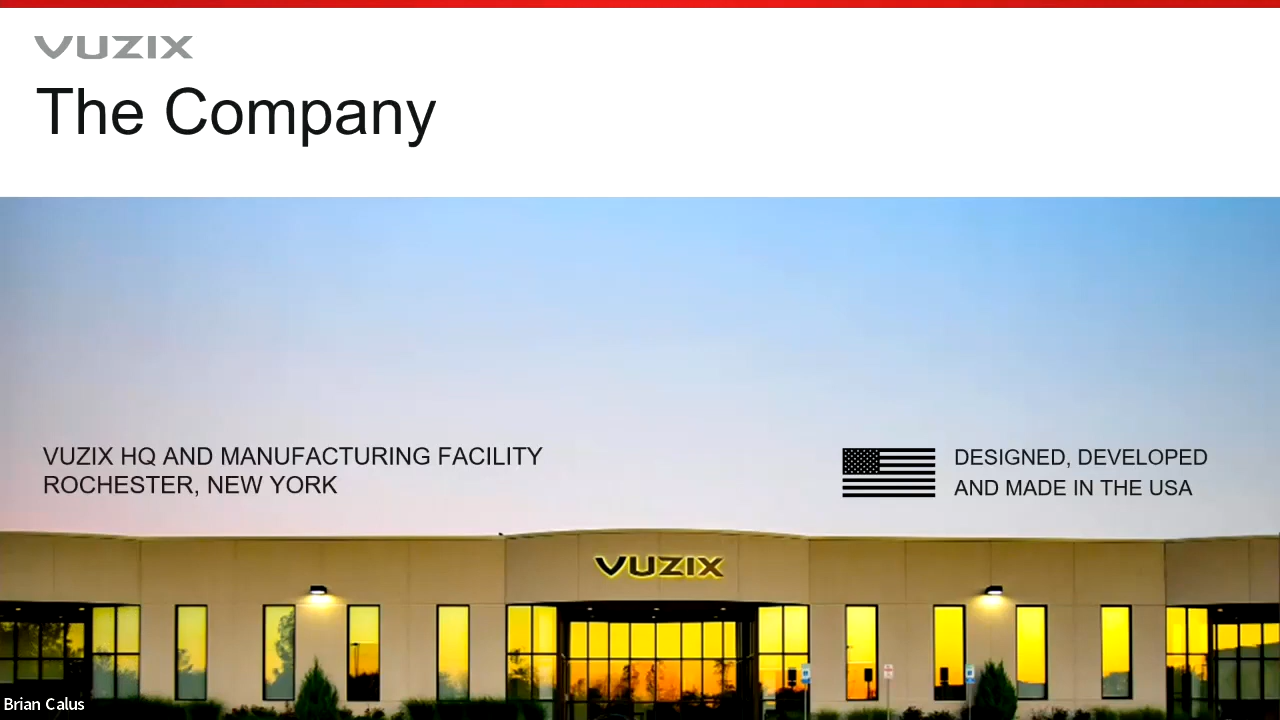 VUZIX
The Company
VUZIX HQ AND MANUFACTURING FACILITY
ROCHESTER, NEW YORK
DESIGNED, DEVELOPED
AND MADE IN THE USA
VUZIX
Brian Calus